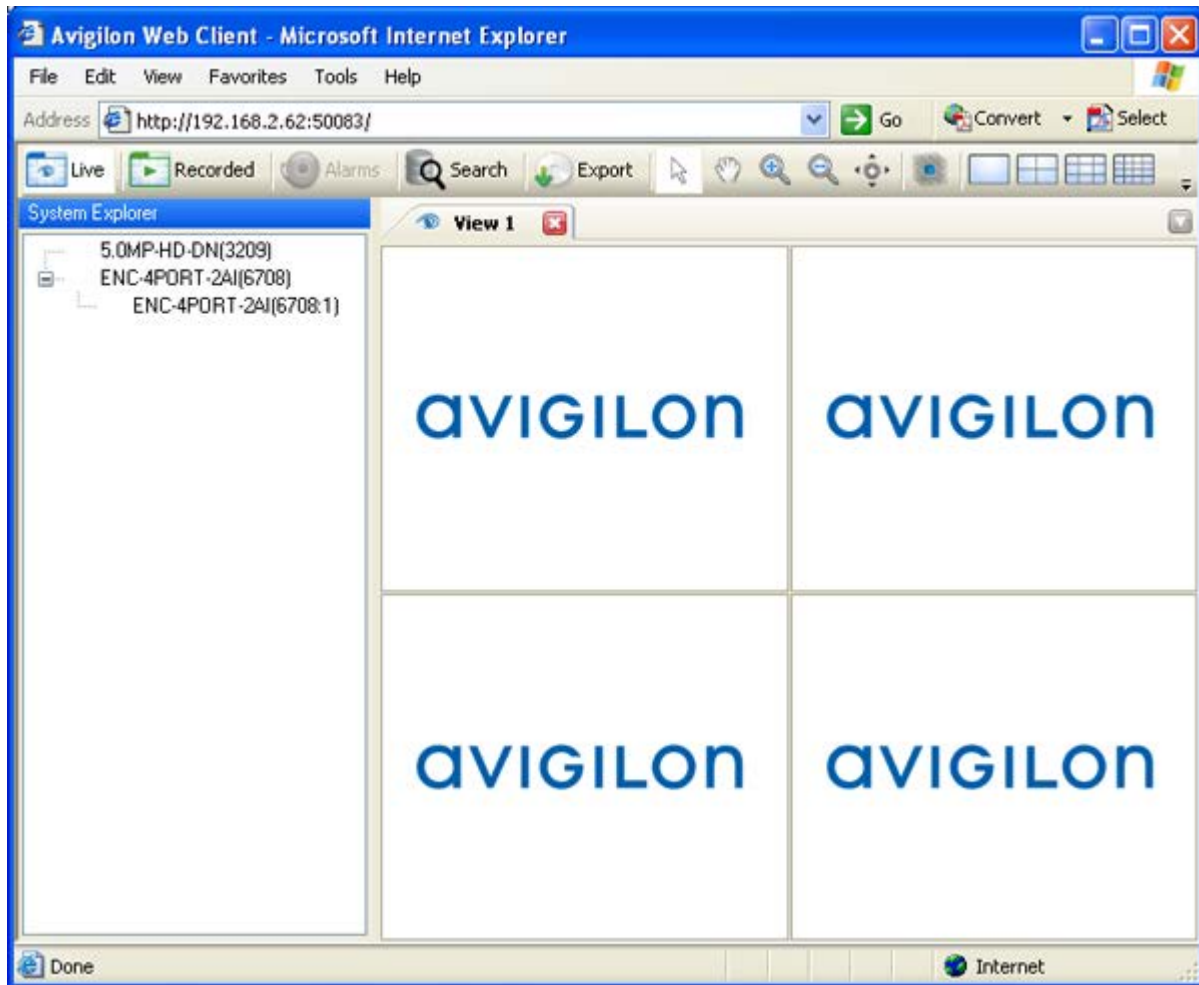 Avigilon Web Client - Microsoft Internet Explorer
File Edit View Favorites Tools Help
Address http://192.168.2.62:50083/ Go Convert Select
Live Recorded Alarms Search Export
System Explorer
View 1
5.0MP-HD-DN(3209)
ENC-4PORT-2AI(6708)
ENC-4PORT-2AI(6708:1)
avigilon avigilon
avigilon avigilon
Done Internet